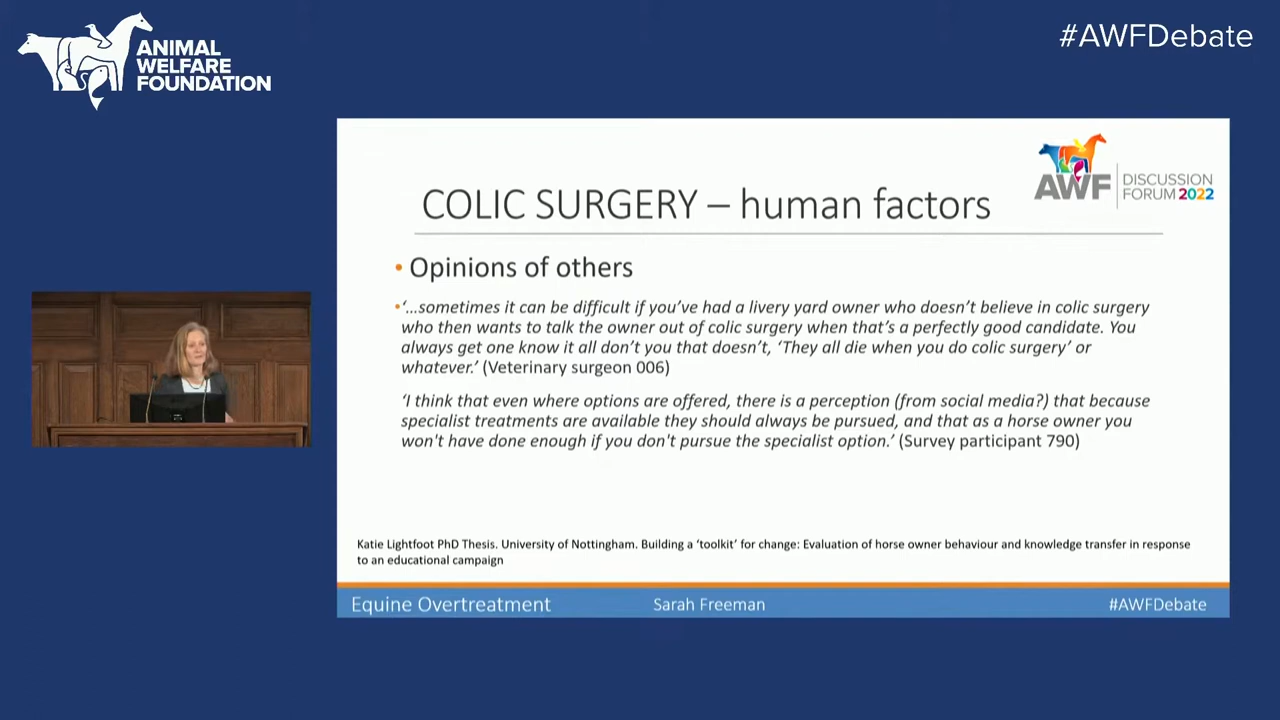 ANIMAL
WELFARE
FOUNDATION
#AWFDebate
AWF
DISCUSSION
FORUM 2022
COLIC SURGERY – human factors
• Opinions of others
•‘...sometimes it can be difficult if you’ve had a livery yard owner who doesn’t believe in colic surgery
who then wants to talk the owner out of colic surgery when that’s a perfectly good candidate. You
always get one know it all don’t you that doesn’t, ‘They all die when you do colic surgery’ or
whatever.’ (Veterinary surgeon 006)
‘I think that even where options are offered, there is a perception (from social media?) that because
specialist treatments are available they should always be pursued, and that as a horse owner you
won't have done enough if you don't pursue the specialist option.’ (Survey participant 790)
Katie Lightfoot PhD Thesis. University of Nottingham. Building a ‘toolkit’ for change: Evaluation of horse owner behaviour and knowledge transfer in response
to an educational campaign
Equine Overtreatment
Sarah Freeman
#AWFDebate